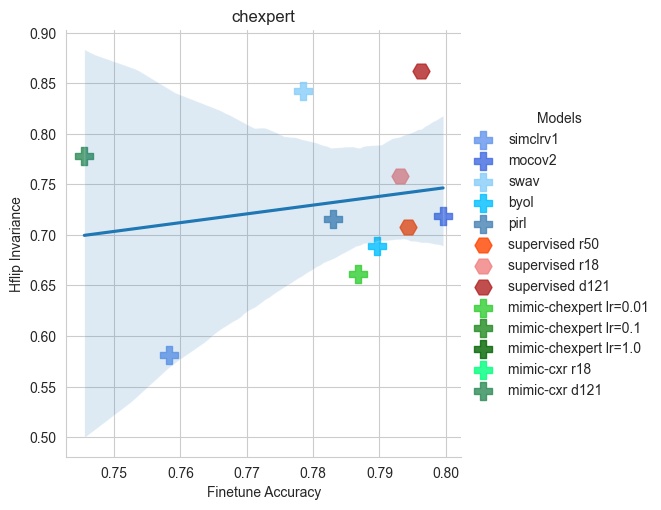 chexpert
0.90
0.85
0.80
0.75
0.70
0.65
0.60
0.55
0.50
Hflip Invariance
0.75
0.76
0.77
0.78
0.79
0.80
Finetune Accuracy
Models
simclrv1
mocov2
swav
byol
pirl
supervised r50
supervised r18
supervised d121
mimic-chexpert lr=0.01
mimic-chexpert lr=0.1
mimic-chexpert lr=1.0
mimic-cxr r18
mimic-cxr d121